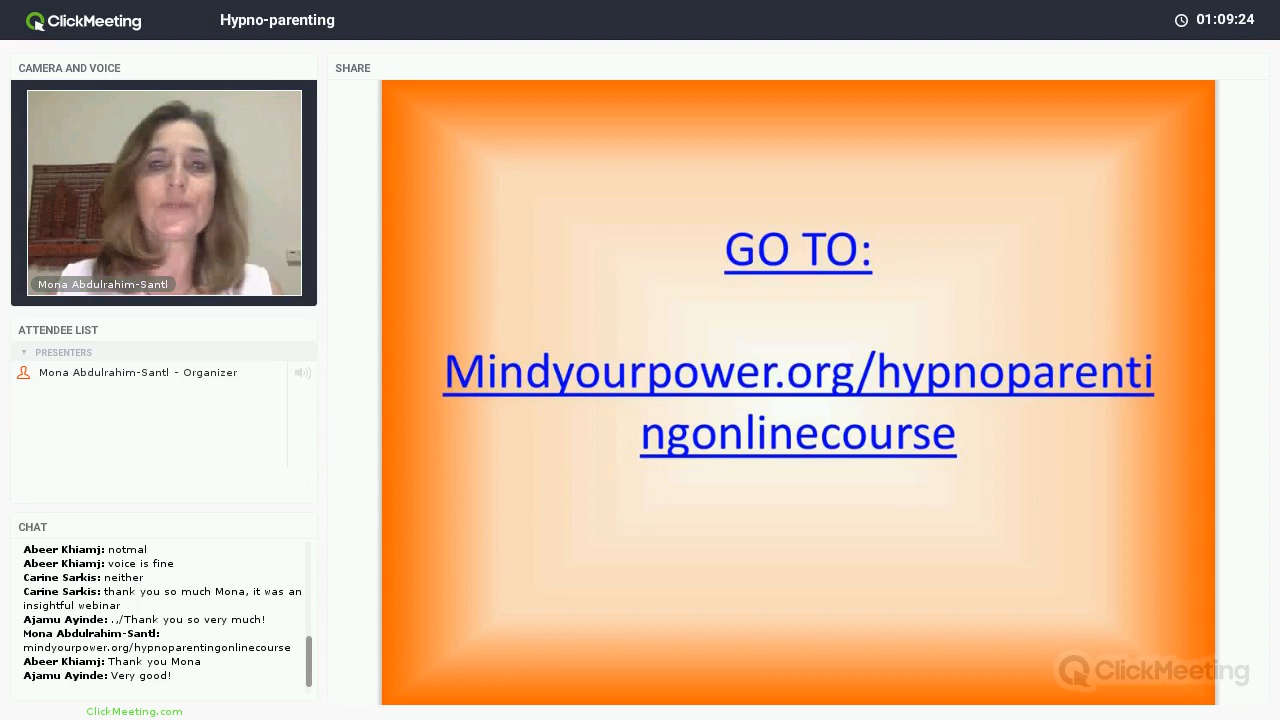 ClickMeeting
Hypno-parenting
01:09:24
CAMERA AND VOICE
Mona Abdulrahim-Santl
ATTENDEE LIST
PRESENTERS
Mona Abdulrahim-Santl - Organizer
CHAT
Abeer Khiamj: notmal
Abeer Khiamj: voice is fine
Carine Sarkis: neither
Carine Sarkis: thank you so much Mona, it was an
insightful webinar
Ajamu Ayinde: .,/Thank you so very much!
Mona Abdulrahim-Santl:
mindyourpower.org/hypnoparentingonlinecourse
Abeer Khiamj: Thank you Mona
Ajamu Ayinde: Very good!
ClickMeeting.com
SHARE
GO TO:
Mindyourpower.org/hypnoparenti
ngonlinecourse
ClickMeeting